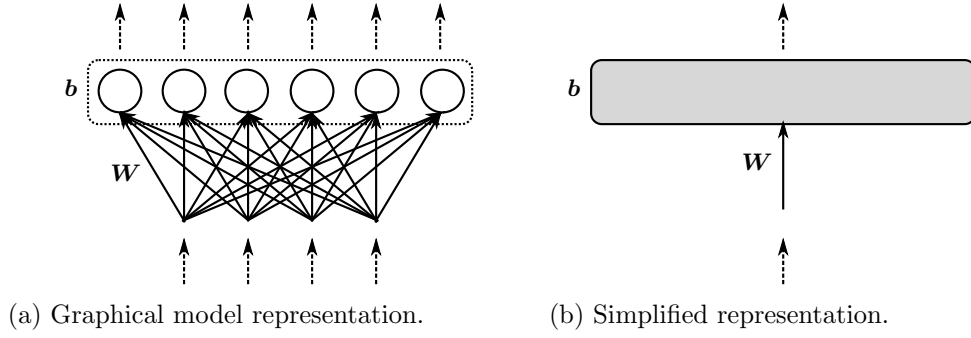 b
W
(a) Graphical model representation.
b
W
(b) Simplified representation.